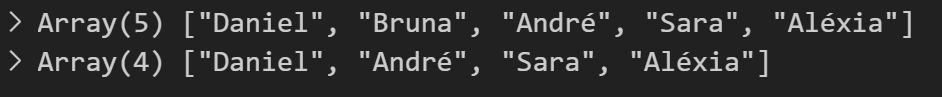 > Array(5) ["Daniel", "Bruna", "André", "Sara", "Aléxia"]
> Array(4) ["Daniel", "André", "Sara", "Aléxia"]